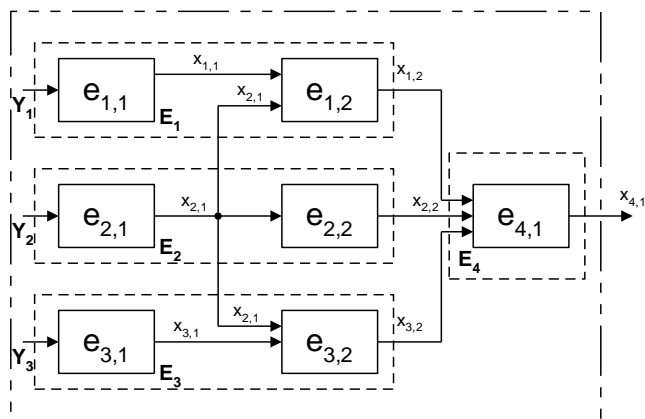 x1,1
x1,2
e1,1
x2,1
e1,2
Y1
E1
x2,1
x2,2
x4,1
e2,1
e2,2
e4,1
Y2
E2
E4
x2,1
x3,1
x3,2
e3,1
e3,2
Y3
E3